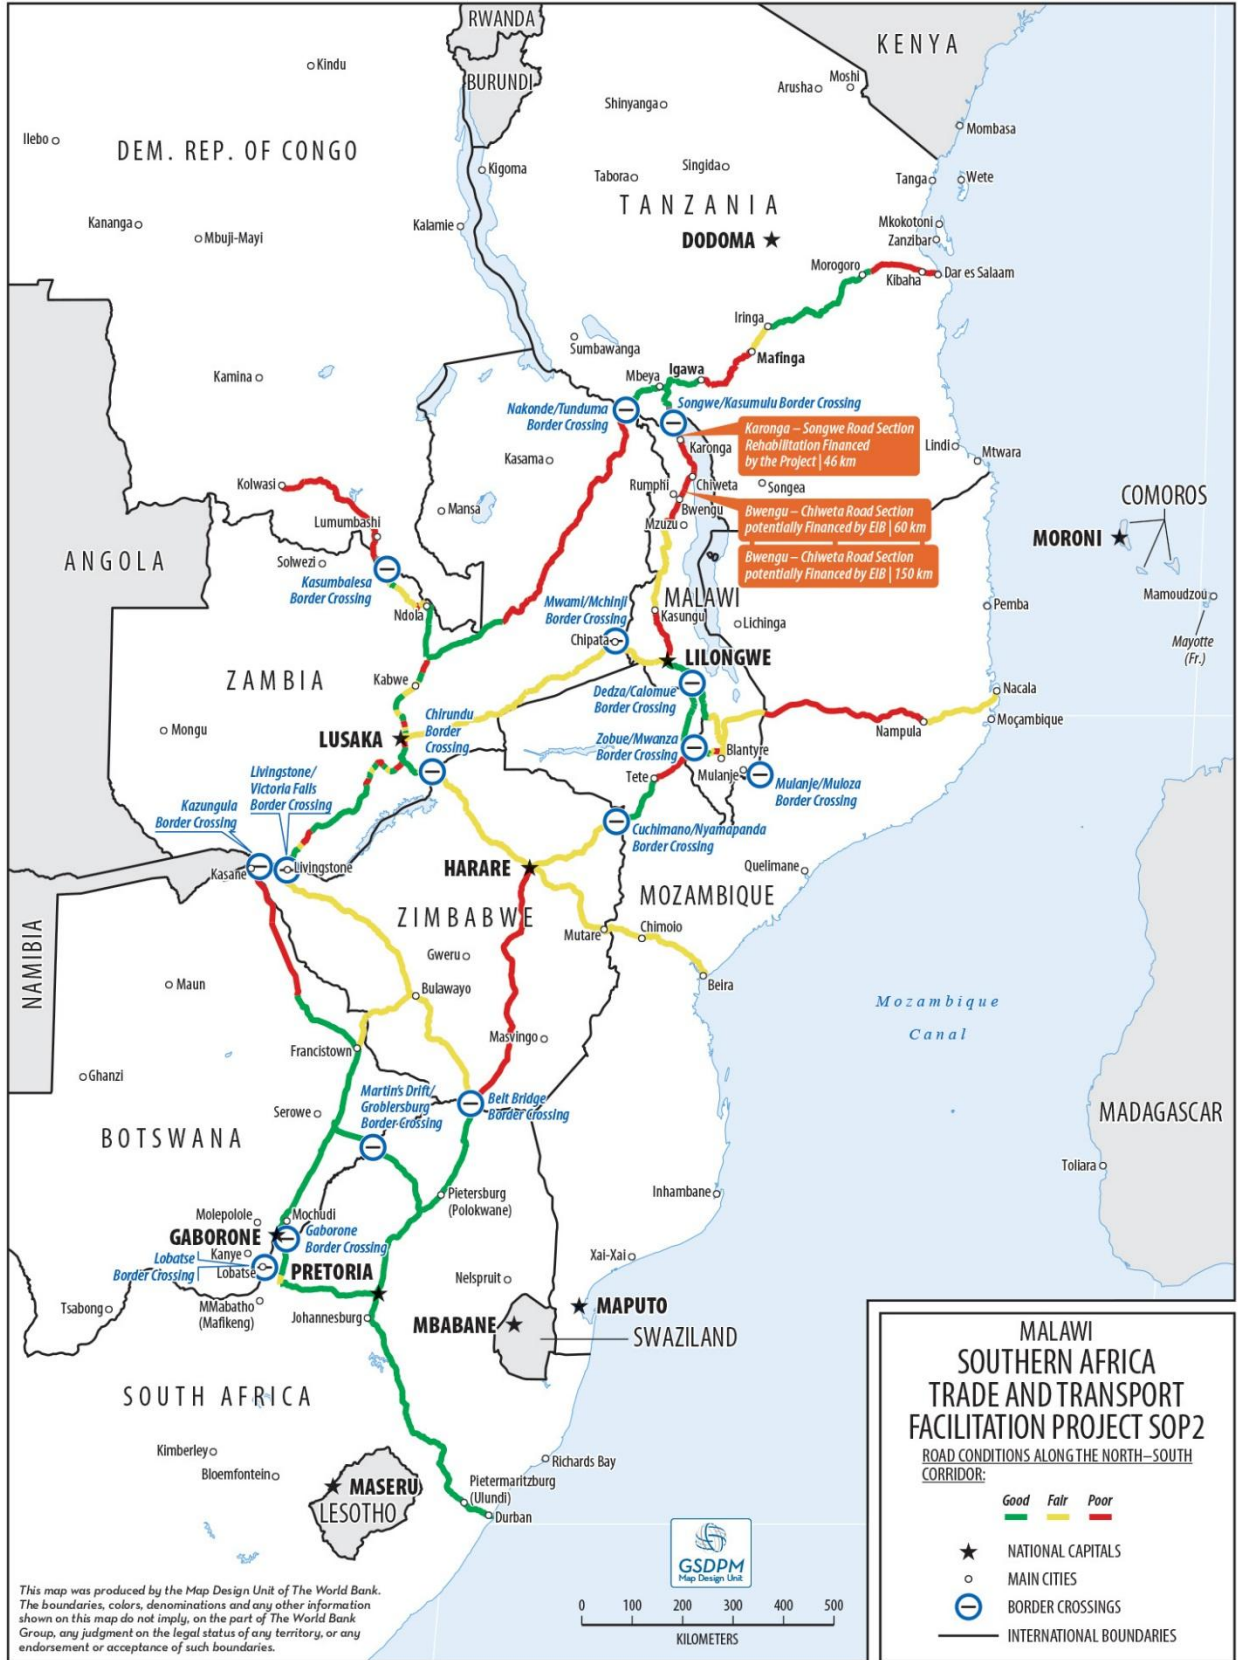 RWANDA
KENYA
BURUNDI
Kindu
Moshi
Arusha
Shinyanga
Ilebo
Mombasa
DEM. REP. OF CONGO
Kigoma
Singida
Tabora
Tanga
Wete
TANZANIA
Kananga
Mbuji-Mayi
Kalamie
Mkokotoni
Zanzibar
DODOMA
Morogoro
Kibaha
Dar es Salaam
Iringa
Sumbawanga
Mafinga
Kamina
Mbeya
Igawa
Nakonde/Tunduma
Border Crossing
Songwe/Kasumulu Border Crossing
Karonga – Songwe Road Section
Rehabilitation Financed
by the Project | 46 km
Karonga
Lindi
Mtwara
Kasama
Kolwasi
Rumphi
Chiweta
Songea
Bwengu
COMOROS
Mansa
Lumumbashi
Mzuzu
Bwengu – Chiweta Road Section
potentially Financed by EIB | 60 km
MORONI
ANGOLA
Solwezi
Bwengu – Chiweta Road Section
potentially Financed by EIB | 150 km
Kasumbalesa
Border Crossing
Mwami/Mchinji
Border Crossing
MALAWI
Mamoudzou
Ndola
Kasungu
Pemba
Lichinga
Chipata
Mayotte
(Fr.)
LILONGWE
ZAMBIA
Kabwe
Dedza/Calomue
Border Crossing
Nacala
Moçambique
Chirundu
Border
Crossing
Mongu
LUSAKA
Nampula
Zobue/Mwanza
Border Crossing
Blantyre
Livingstone/
Victoria Falls
Border Crossing
Tete
Mulanje
Mulanje/Muloza
Border Crossing
Kazungula
Border Crossing
Cuchimano/Nyamapanda
Border Crossing
Kasane
Livingstone
HARARE
Quelimane
MOZAMBIQUE
ZIMBABWE
Chimoio
Mutare
NAMIBIA
Gweru
Maun
Bulawayo
Beira
Mozambique
Canal
Masvingo
Francistown
Ghanzi
Martin's Drift/
Groblersburg
Border Crossing
Beit Bridge
Border Crossing
Serowe
MADAGASCAR
BOTSWANA
Toliara
Inhambane
Pietersburg
(Polokwane)
Molepolole
Mochudi
GABORONE
Gaborone
Border Crossing
Kanye
Lobatse
Border Crossing
Lobatse
PRETORIA
Xai-Xai
Nelspruit
Tsabong
MMabatho
(Mafikeng)
Johannesburg
MAPUTO
MBABANE
SWAZILAND
SOUTH AFRICA
Kimberley
Richards Bay
Bloemfontein
MASERU
Pietermaritzburg
(Ulundi)
LESOTHO
Durban
MALAWI
SOUTHERN AFRICA
TRADE AND TRANSPORT
FACILITATION PROJECT SOP2
ROAD CONDITIONS ALONG THE NORTH–SOUTH
CORRIDOR:
Good Fair Poor
NATIONAL CAPITALS
MAIN CITIES
BORDER CROSSINGS
INTERNATIONAL BOUNDARIES
GSDPM
Map Design Unit
0 100 200 300 400 500
KILOMETERS
This map was produced by the Map Design Unit of The World Bank.
The boundaries, colors, denominations and any other information
shown on this map do not imply, on the part of The World Bank
Group, any judgment on the legal status of any territory, or any
endorsement or acceptance of such boundaries.